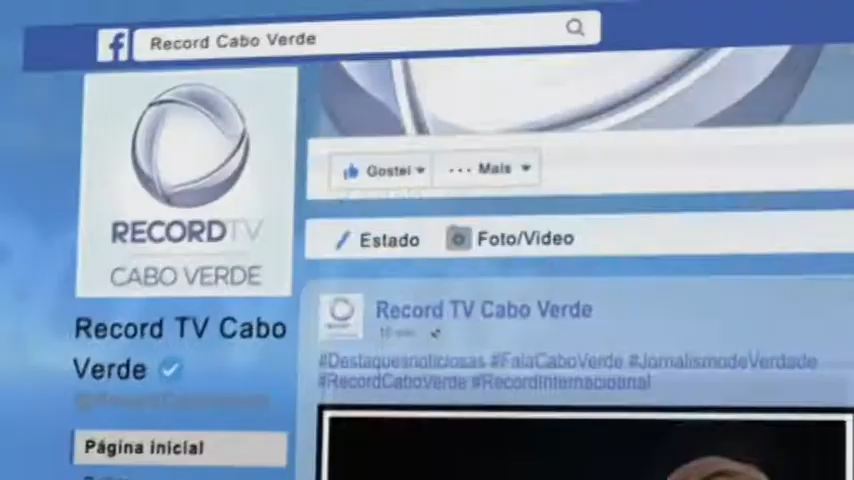 f Record Cabo Verde
RECORDTV
CABO VERDE
Gostei
Mais
Estado
Foto/Video
Record TV Cabo Verde
Record TV Cabo
Verde
#Destaquesnoticiosas #FalaCaboVerde #JornalismodeVerdade
#RecordCaboVerde #RecordInternacioanal
Página inicial